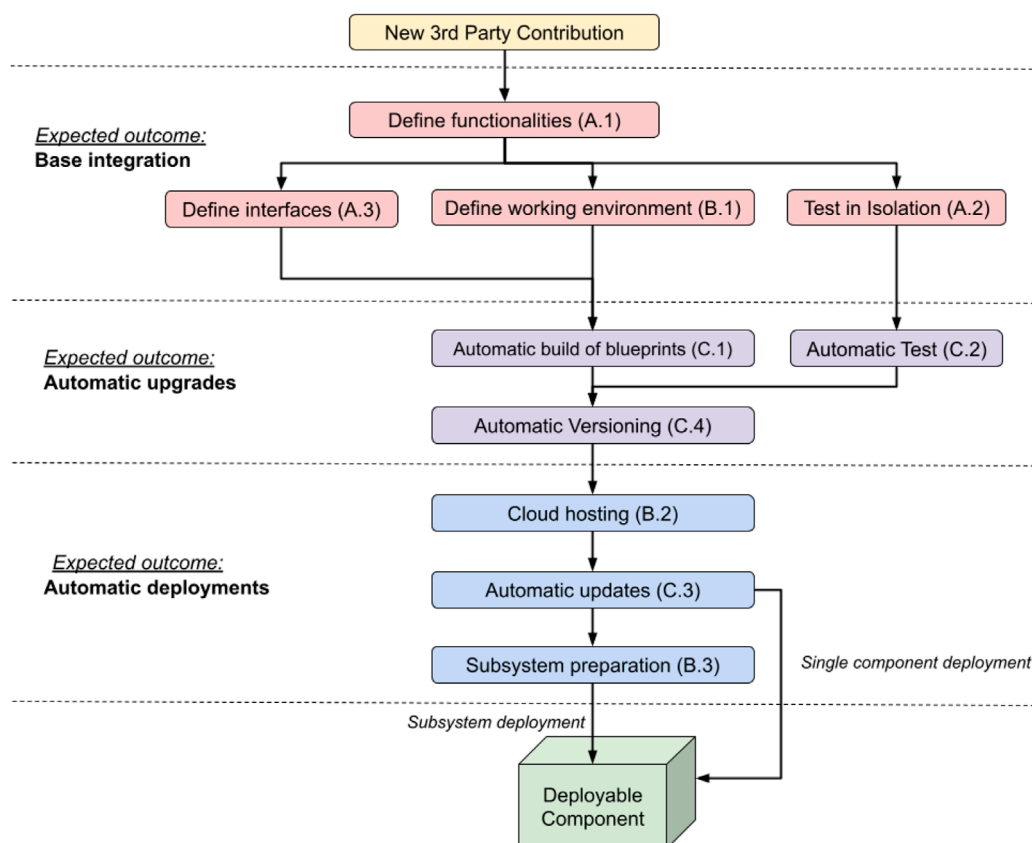 New 3rd Party Contribution
Define functionalities (A.1)
Expected outcome:
Base integration
Define interfaces (A.3)
Define working environment (B.1)
Test in Isolation (A.2)
Expected outcome:
Automatic upgrades
Automatic build of blueprints (C.1)
Automatic Test (C.2)
Automatic Versioning (C.4)
Cloud hosting (B.2)
Expected outcome:
Automatic deployments
Automatic updates (C.3)
Subsystem preparation (B.3)
Single component deployment
Subsystem deployment
Deployable
Component